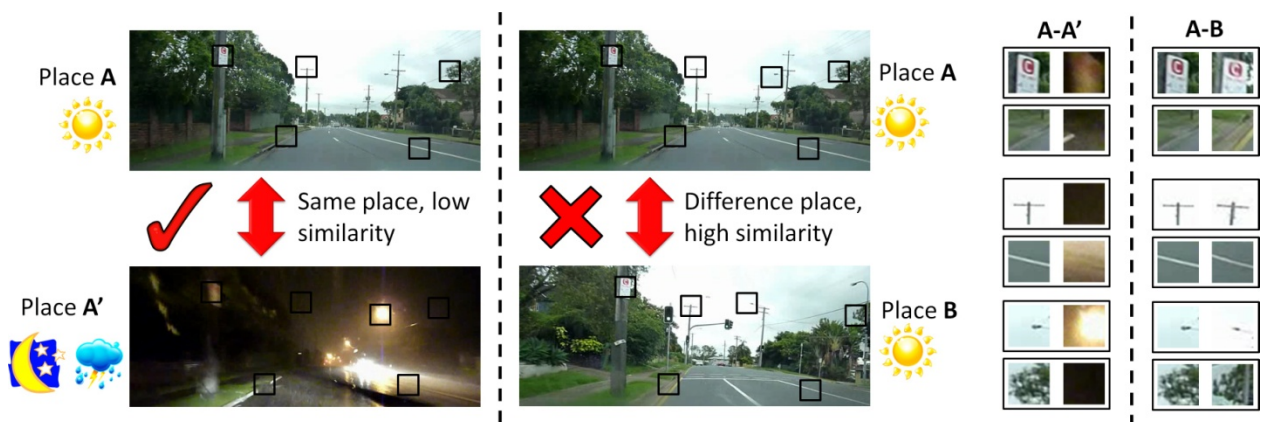 Place A
Same place, low
similarity
Place A’
Place A
Difference place,
high similarity
Place B
A-A’
A-B
C
C
C